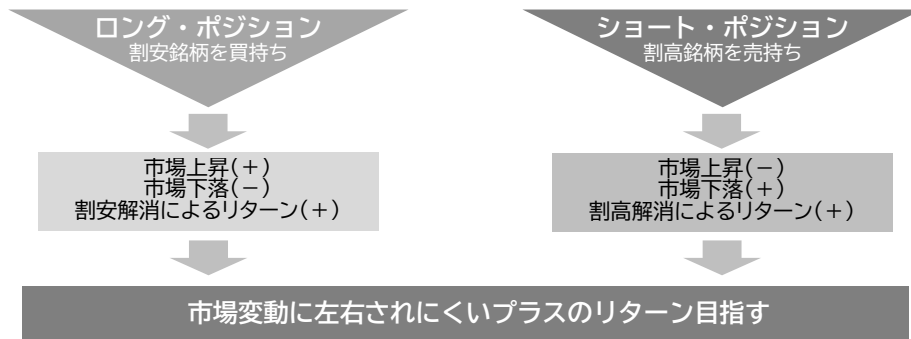 ロング・ポジション
割安銘柄を買持ち
市場上昇(+)
市場下落(-)
割安解消によるリターン(+)
ショート・ポジション
割高銘柄を売持ち
市場上昇(-)
市場下落(+)
割高解消によるリターン(+)
市場変動に左右されにくいプラスのリターン目指す